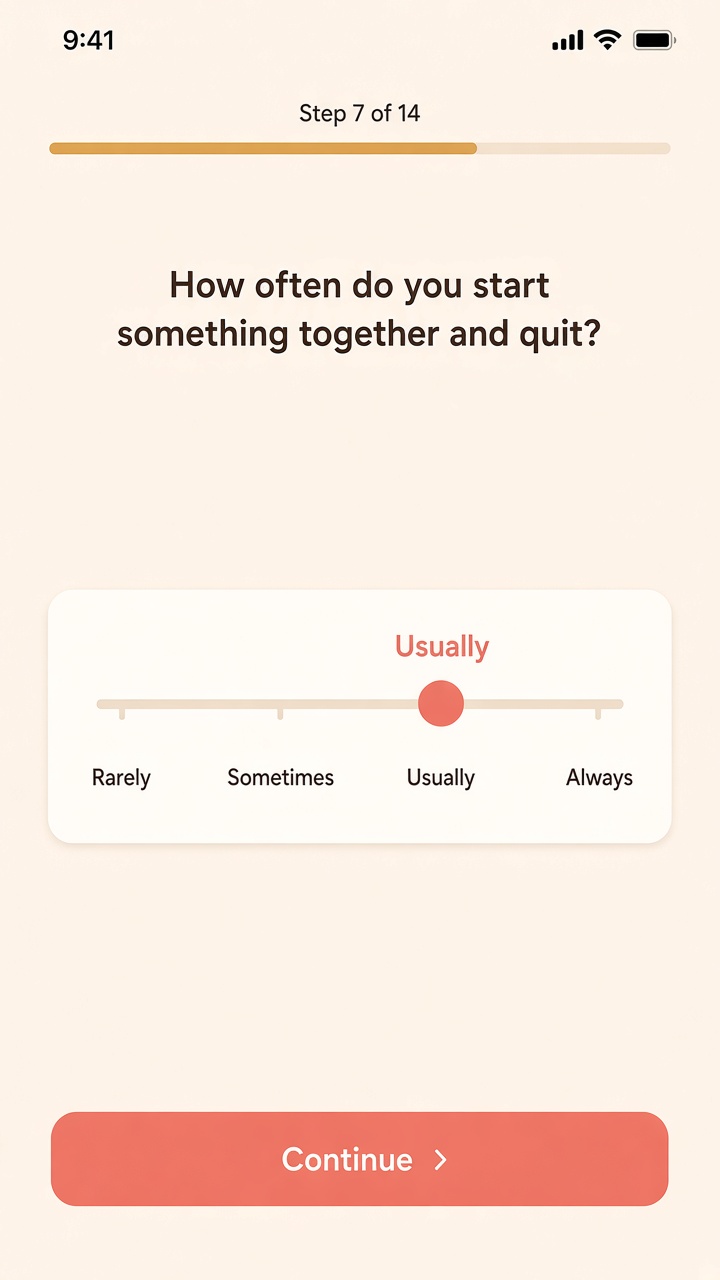 9:41
Step 7 of 14
How often do you start
something together and quit?
Usually
Rarely Sometimes Usually Always
Continue